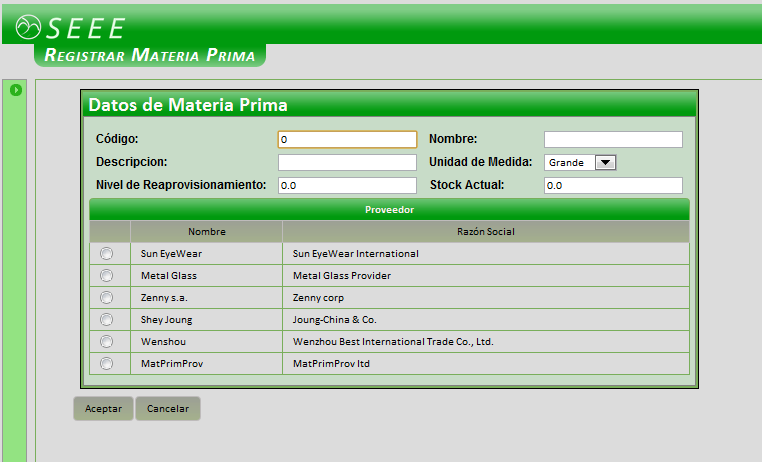 SEEE
REGISTRAR MATERIA PRIMA
Datos de Materia Prima
Código: 0 Nombre:
Descripcion: Unidad de Medida: Grande
Nivel de Reaprovisionamiento: 0.0 Stock Actual: 0.0
Proveedor
Nombre Razón Social
Sun EyeWear Sun EyeWear International
Metal Glass Metal Glass Provider
Zenny s.a. Zenny corp
Shey Joung Joung-China & Co.
Wenshou Wenzhou Best International Trade Co., Ltd.
MatPrimProv MatPrimProv ltd
Aceptar Cancelar